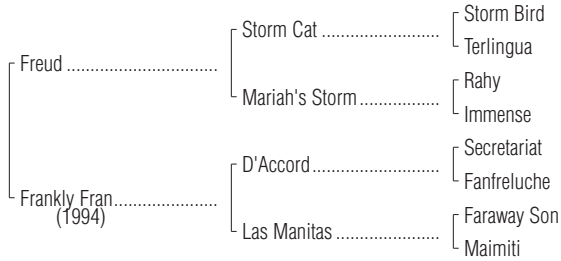 Storm Bird
Storm Cat ........................
Terlingua
Freud ...............................
Rahy
Mariah's Storm ................
Immense
Secretariat
D'Accord ..........................
Fanfreluche
Frankly Fran.....................
(1994)
Faraway Son
Las Manitas .....................
Maimiti